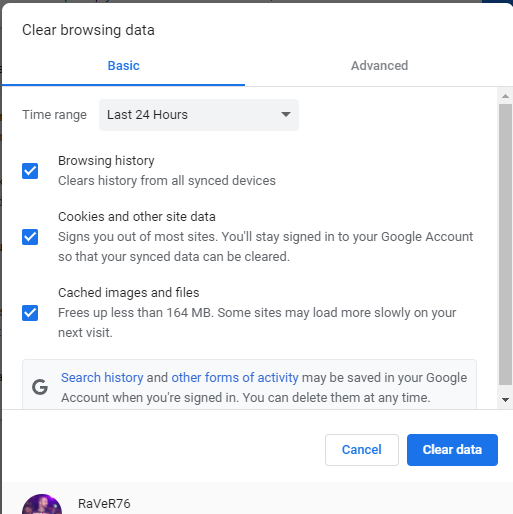 Clear browsing data
Basic
Advanced
Time range
Last 24 Hours
Browsing history
Clears history from all synced devices
Cookies and other site data
Signs you out of most sites. You'll stay signed in to your Google Account
so that your synced data can be cleared.
Cached images and files
Frees up less than 164 MB. Some sites may load more slowly on your
next visit.
G
Search history and other forms of activity may be saved in your Google
Account when you're signed in. You can delete them at any time.
Cancel
Clear data
RaVeR76